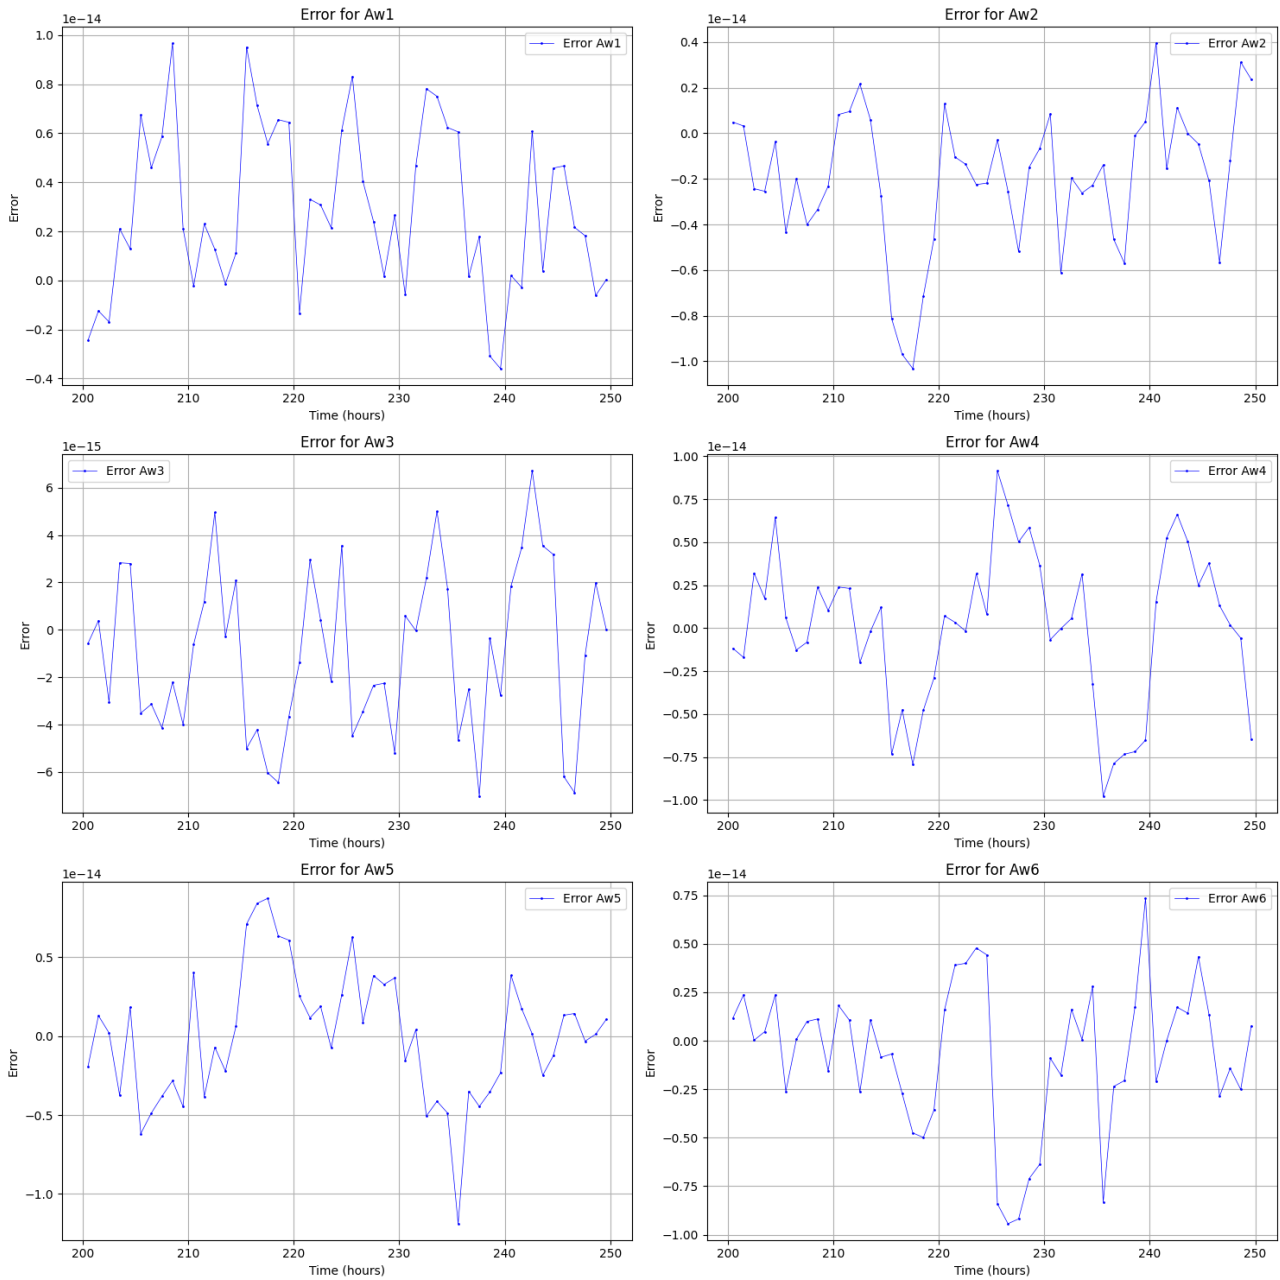 Error for Aw1
1e−14
Error Aw1
1.0
0.8
0.6
0.4
0.2
0.0
−0.2
−0.4
Error
200 210 220 230 240 250
Time (hours)
Error for Aw2
1e−14
Error Aw2
0.4
0.2
0.0
−0.2
−0.4
−0.6
−0.8
−1.0
Error
200 210 220 230 240 250
Time (hours)
Error for Aw3
1e−15
Error Aw3
6
4
2
0
−2
−4
−6
Error
200 210 220 230 240 250
Time (hours)
Error for Aw4
1e−14
Error Aw4
1.00
0.75
0.50
0.25
0.00
−0.25
−0.50
−0.75
−1.00
Error
200 210 220 230 240 250
Time (hours)
Error for Aw5
1e−14
Error Aw5
0.5
0.0
−0.5
−1.0
Error
200 210 220 230 240 250
Time (hours)
Error for Aw6
1e−14
Error Aw6
0.75
0.50
0.25
0.00
−0.25
−0.50
−0.75
−1.00
Error
200 210 220 230 240 250
Time (hours)